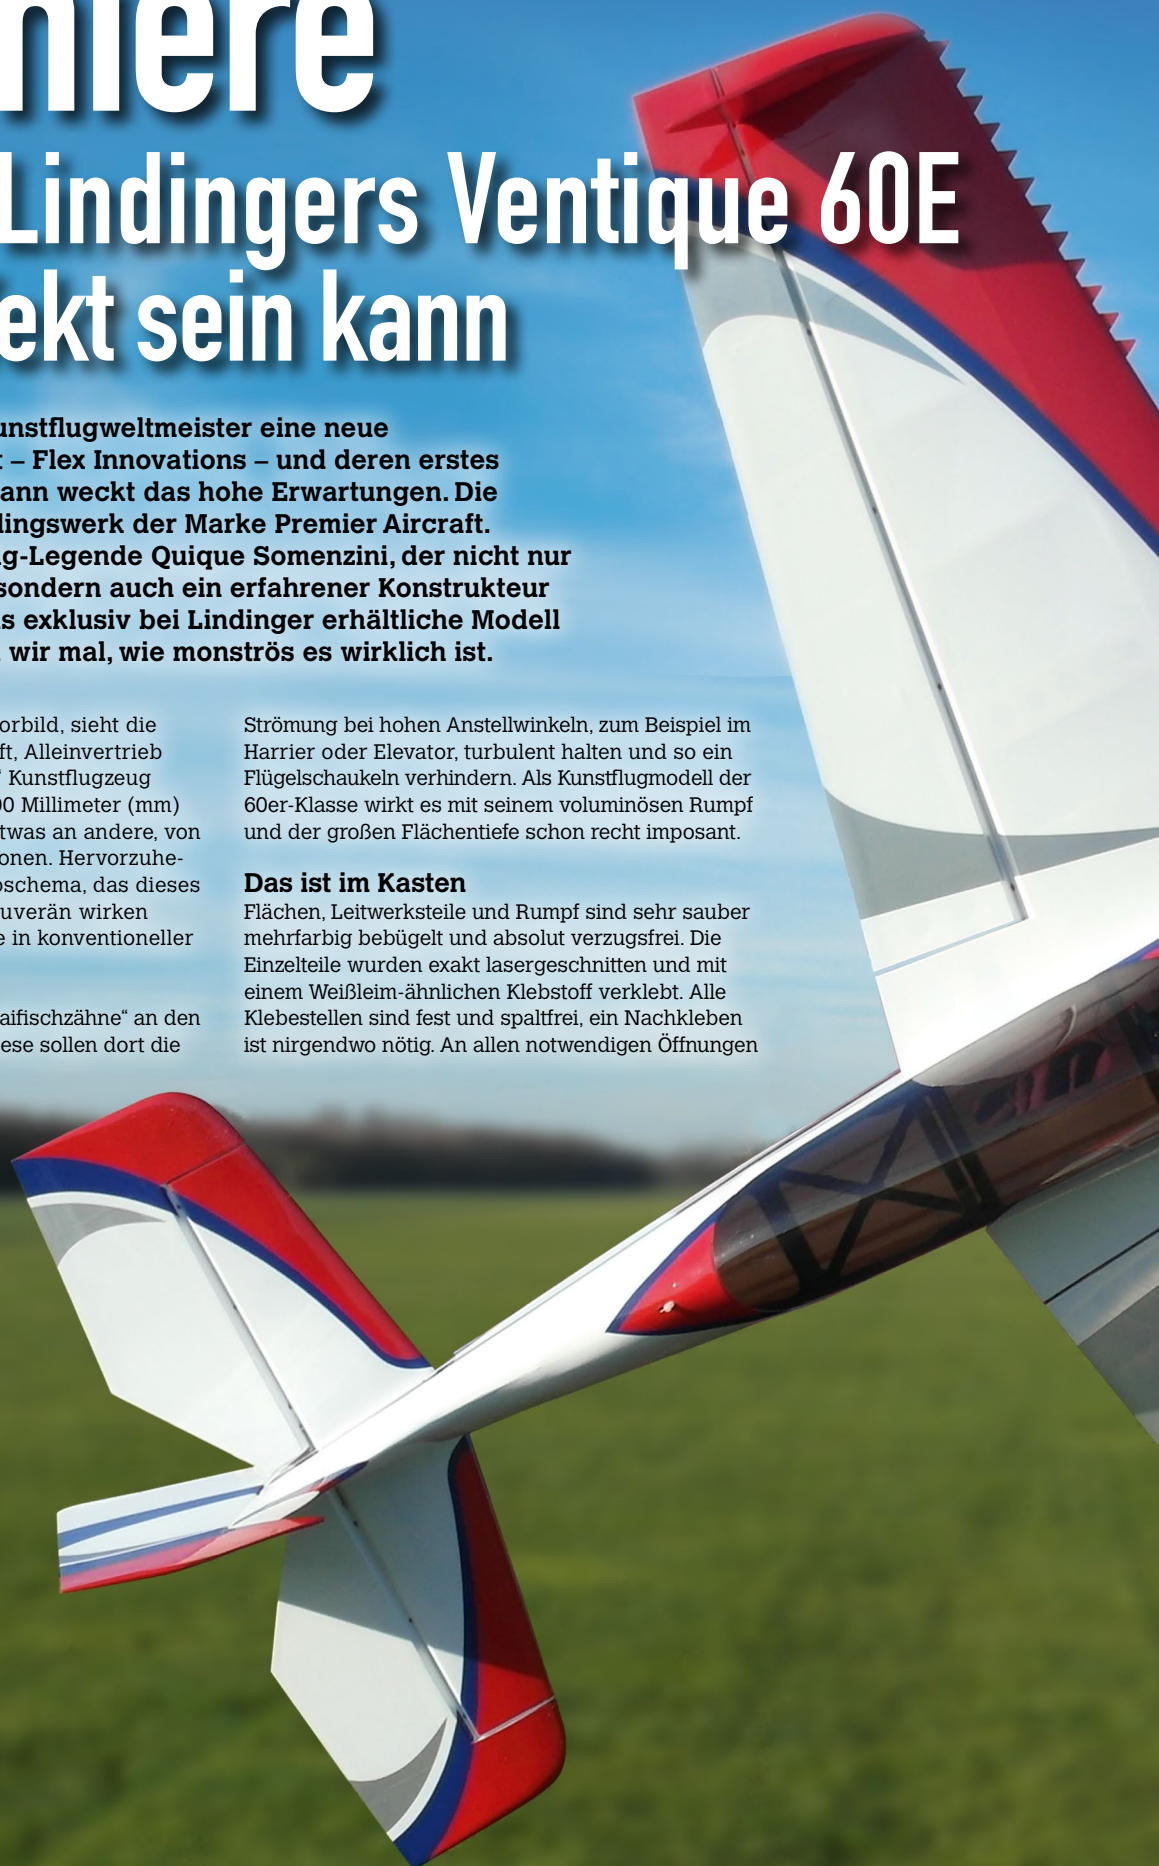 niere
Lindingers Ventique 60E
ekt sein kann
unstflugweltmeister eine neue
– Flex Innovations – und deren erstes
ann weckt das hohe Erwartungen. Die
lingswerk der Marke Premier Aircraft.
g-Legende Quique Somenzini, der nicht nur
sondern auch ein erfahrener Konstrukteur
s exklusiv bei Lindinger erhältliche Modell
wir mal, wie monströs es wirklich ist.
orbild, sieht die
ft, Alleinvertrieb
“ Kunstflugzeug
00 Millimeter (mm)
twas an andere, von
onen. Hervorzuhe-
oschema, das dieses
uverän wirken
e in konventioneller
aifischzähne“ an den
ese sollen dort die
Strömung bei hohen Anstellwinkeln, zum Beispiel im
Harrier oder Elevator, turbulent halten und so ein
Flügelschaukeln verhindern. Als Kunstflugmodell der
60er-Klasse wirkt es mit seinem voluminösen Rumpf
und der großen Flächentiefe schon recht imposant.
Das ist im Kasten
Flächen, Leitwerksteile und Rumpf sind sehr sauber
mehrfarbig bebügelt und absolut verzugsfrei. Die
Einzelteile wurden exakt lasergeschnitten und mit
einem Weißleim-ähnlichen Klebstoff verklebt. Alle
Klebestellen sind fest und spaltfrei, ein Nachkleben
ist nirgendwo nötig. An allen notwendigen Öffnungen